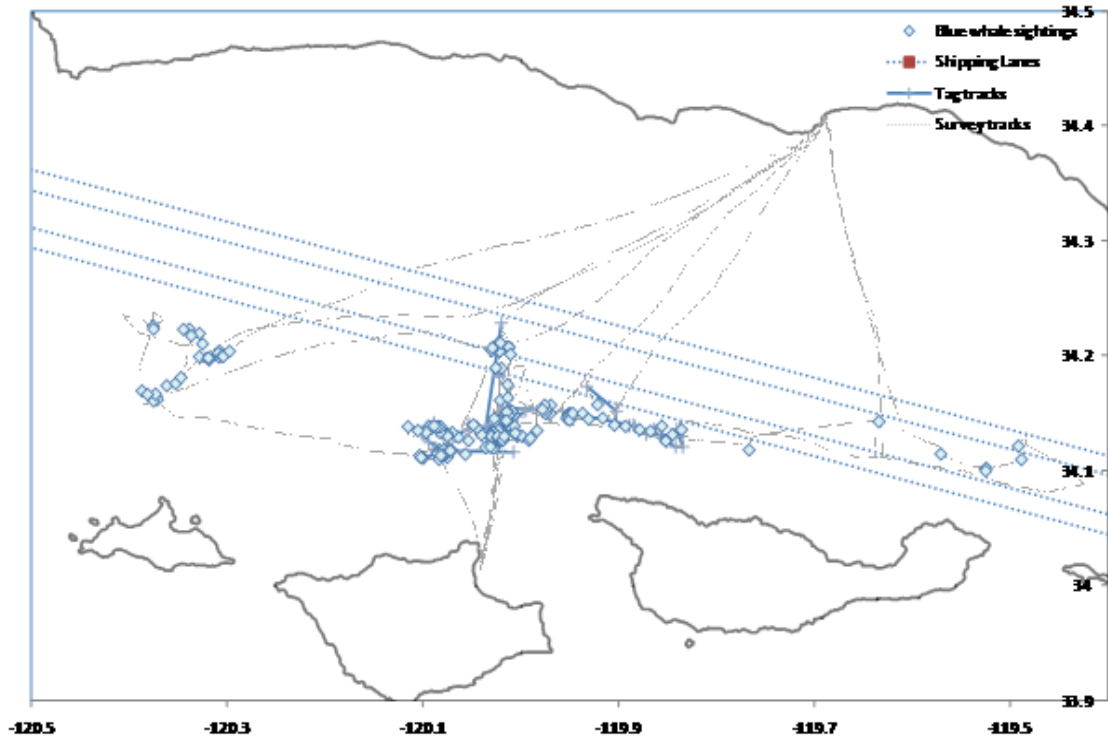 34.5
Blue whale sightings
Shipping Lanes
Tag tracks
Survey tracks
34.4
34.3
34.2
34.1
34
33.9
-120.5 -120.3 -120.1 -119.9 -119.7 -119.5